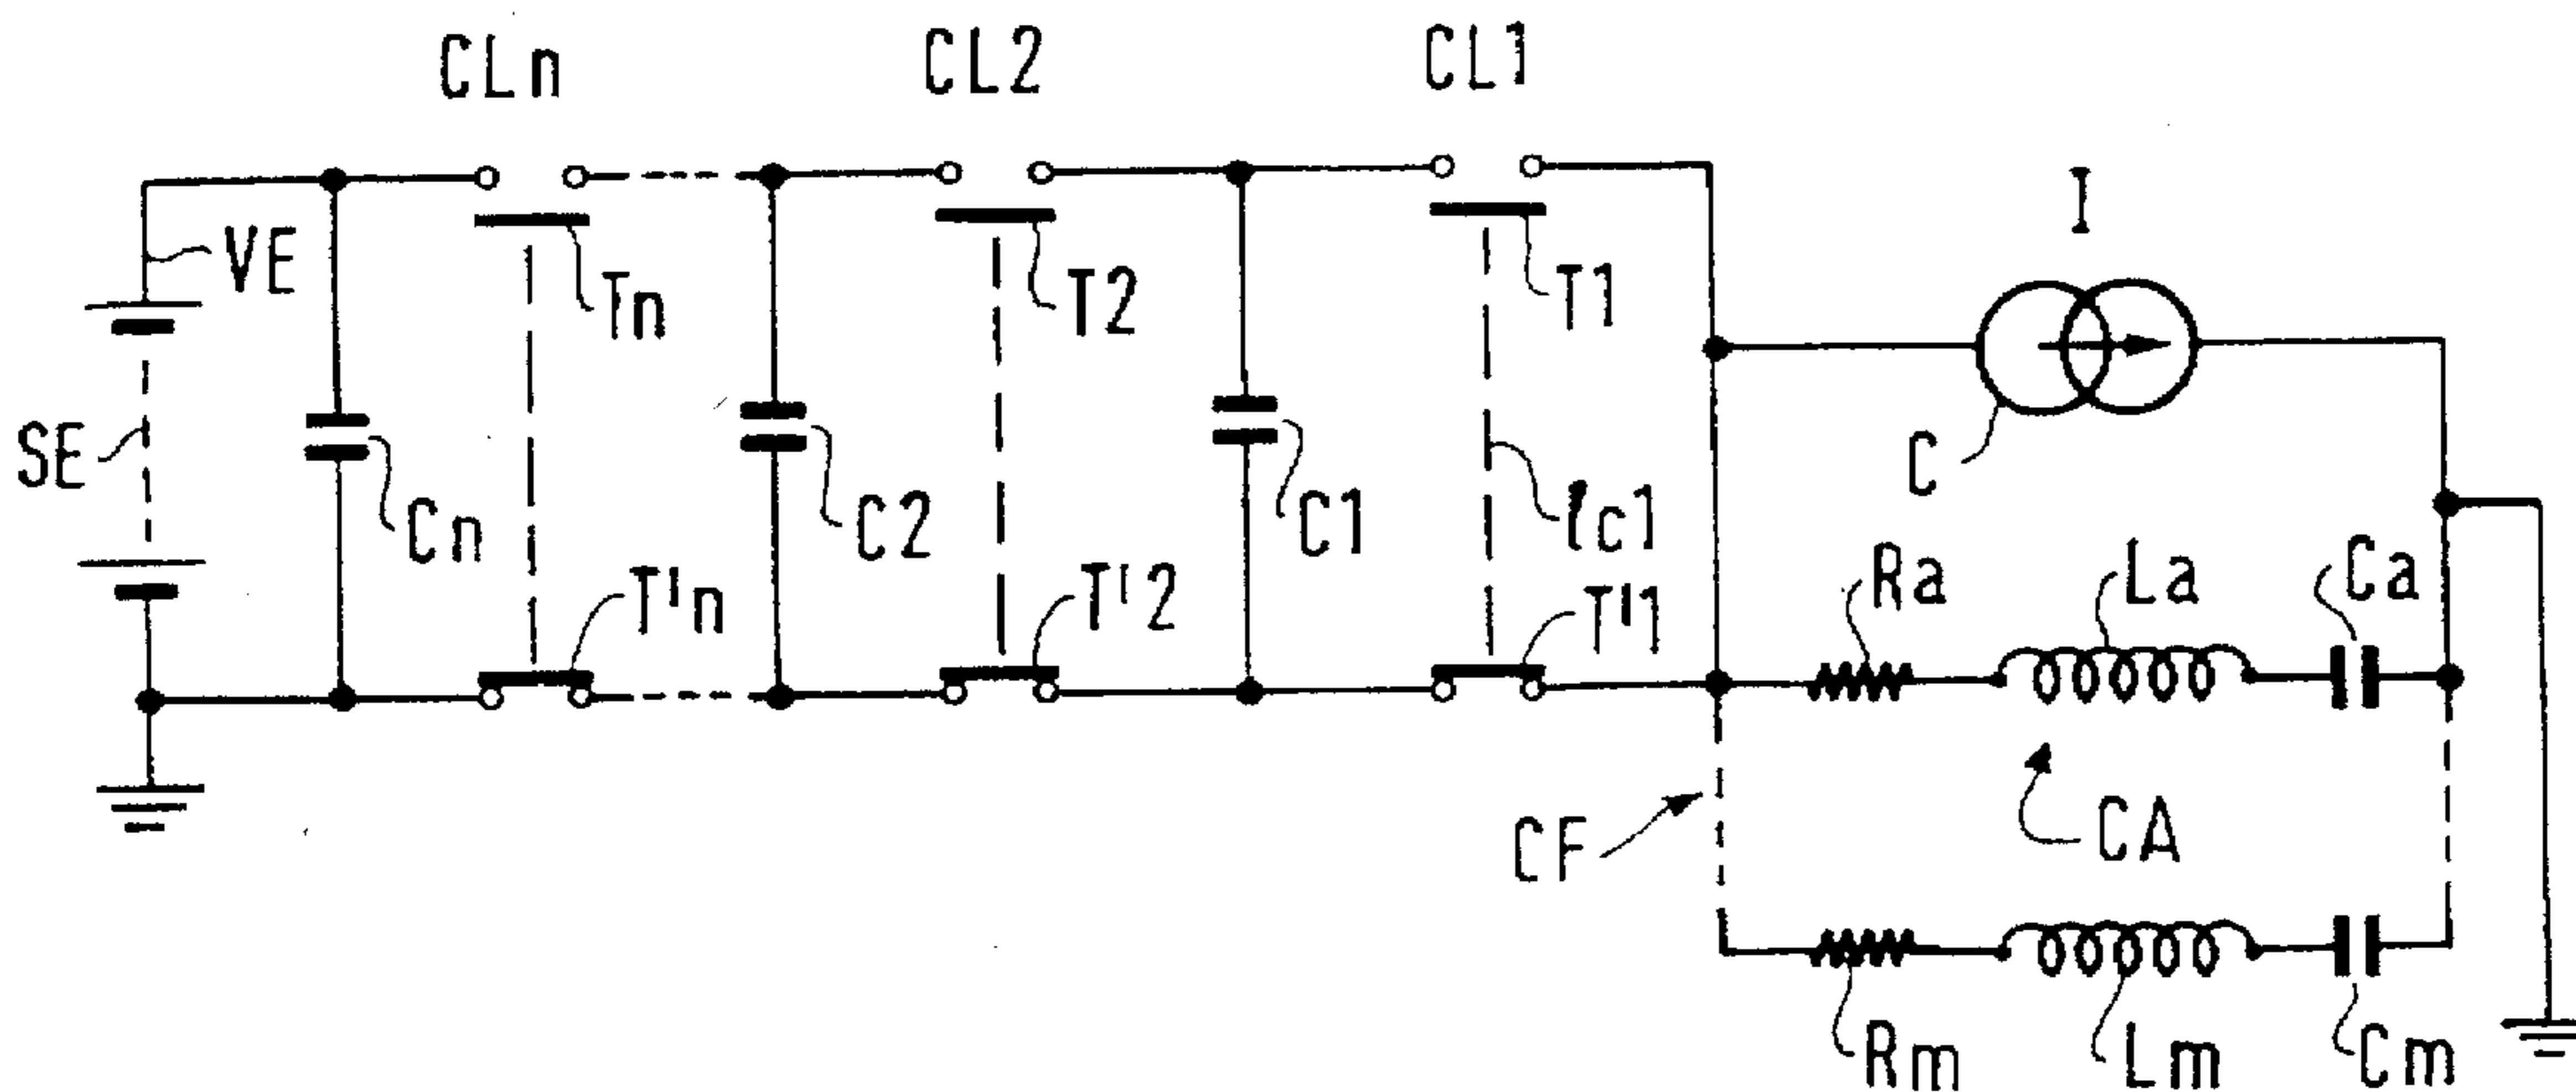 CLn CL2 CL1
I
VE
Tn T2 T1
SE
Cn C2 C1 lc1 C
Ra La Ca
T'n T'2 T'1
CF CA
Rm Lm Cm